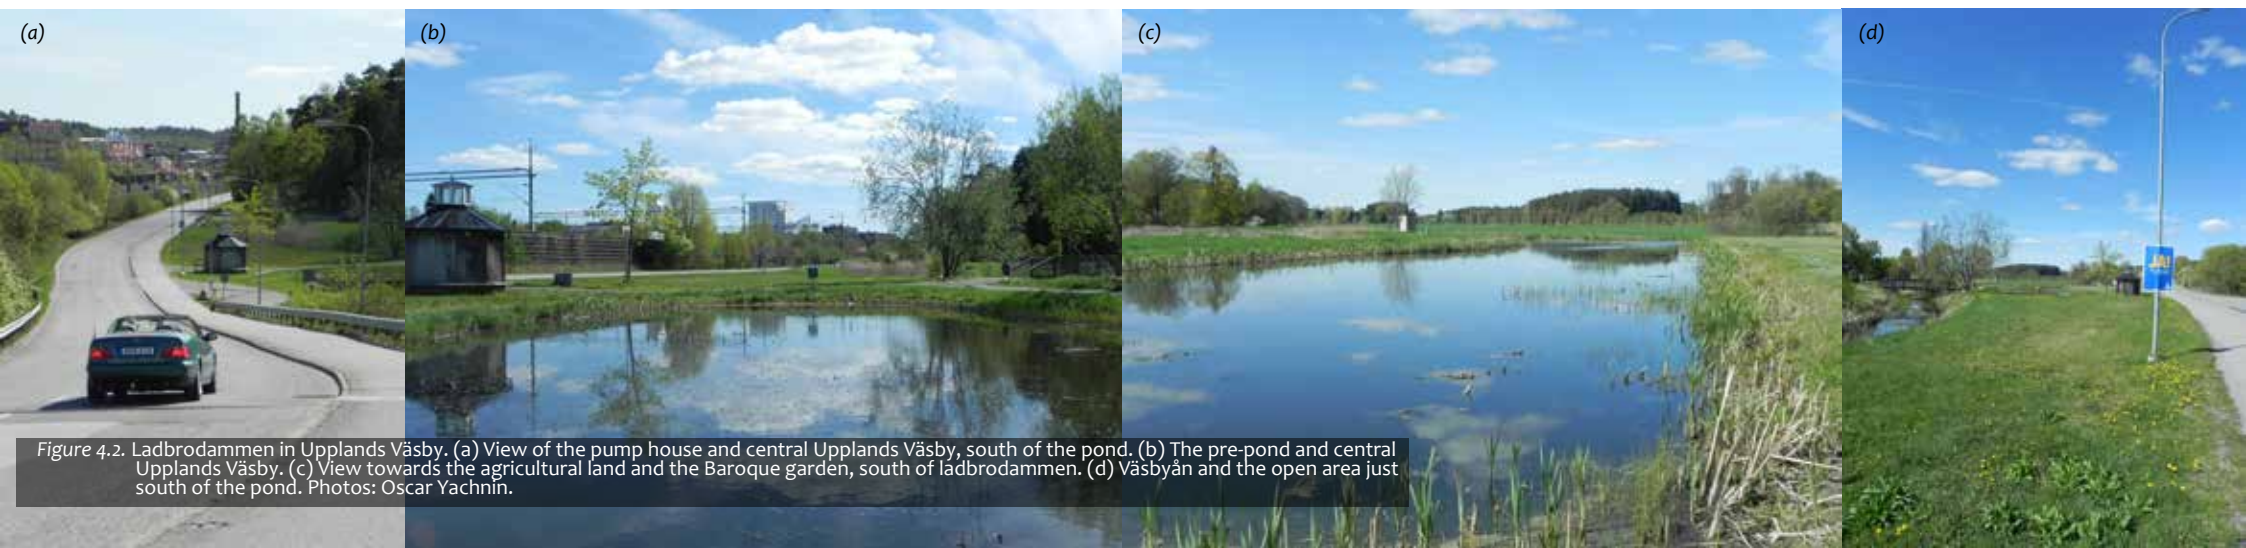 (a)
(b)
(c)
(d)
JA!
Figure 4.2. Ladbrodammen in Upplands Väsby. (a) View of the pump house and central Upplands Väsby, south of the pond. (b) The pre-pond and central
Upplands Väsby. (c) View towards the agricultural land and the Baroque garden, south of ladbrodammen. (d) Väsbyån and the open area just
south of the pond. Photos: Oscar Yachnin.